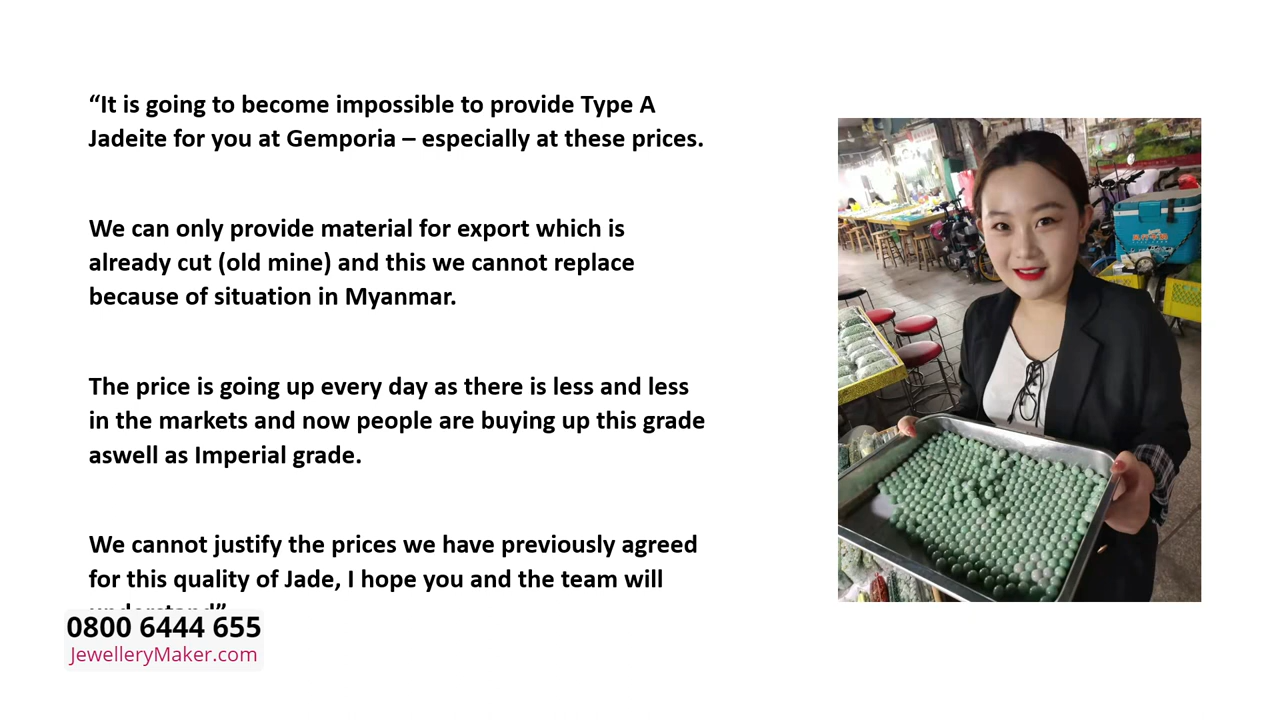 “It is going to become impossible to provide Type A
Jadeite for you at Gemporia – especially at these prices.
We can only provide material for export which is
already cut (old mine) and this we cannot replace
because of situation in Myanmar.
The price is going up every day as there is less and less
in the markets and now people are buying up this grade
aswell as Imperial grade.
We cannot justify the prices we have previously agreed
for this quality of Jade, I hope you and the team will
understand”
0800 6444 655
JewelleryMaker.com